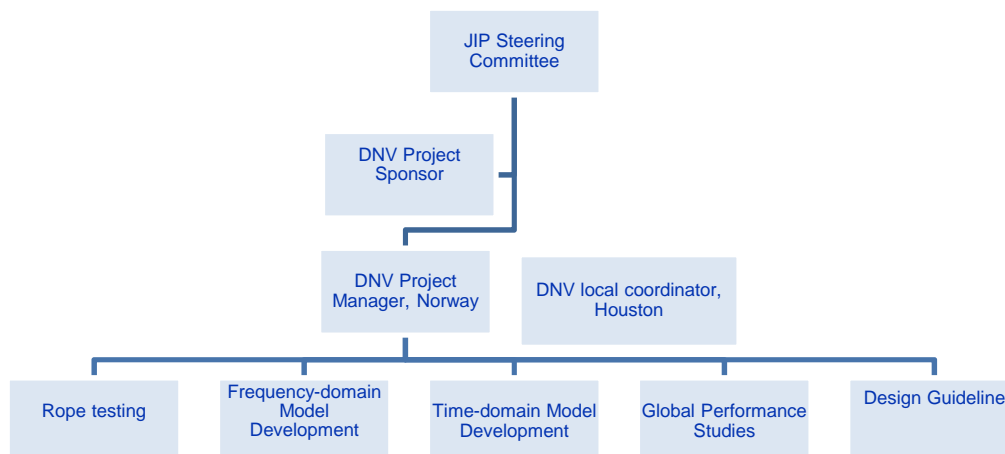 JIP Steering
Committee
DNV Project
Sponsor
DNV Project
Manager, Norway
DNV local coordinator,
Houston
Rope testing
Frequency-domain
Model
Development
Time-domain Model
Development
Global Performance
Studies
Design Guideline